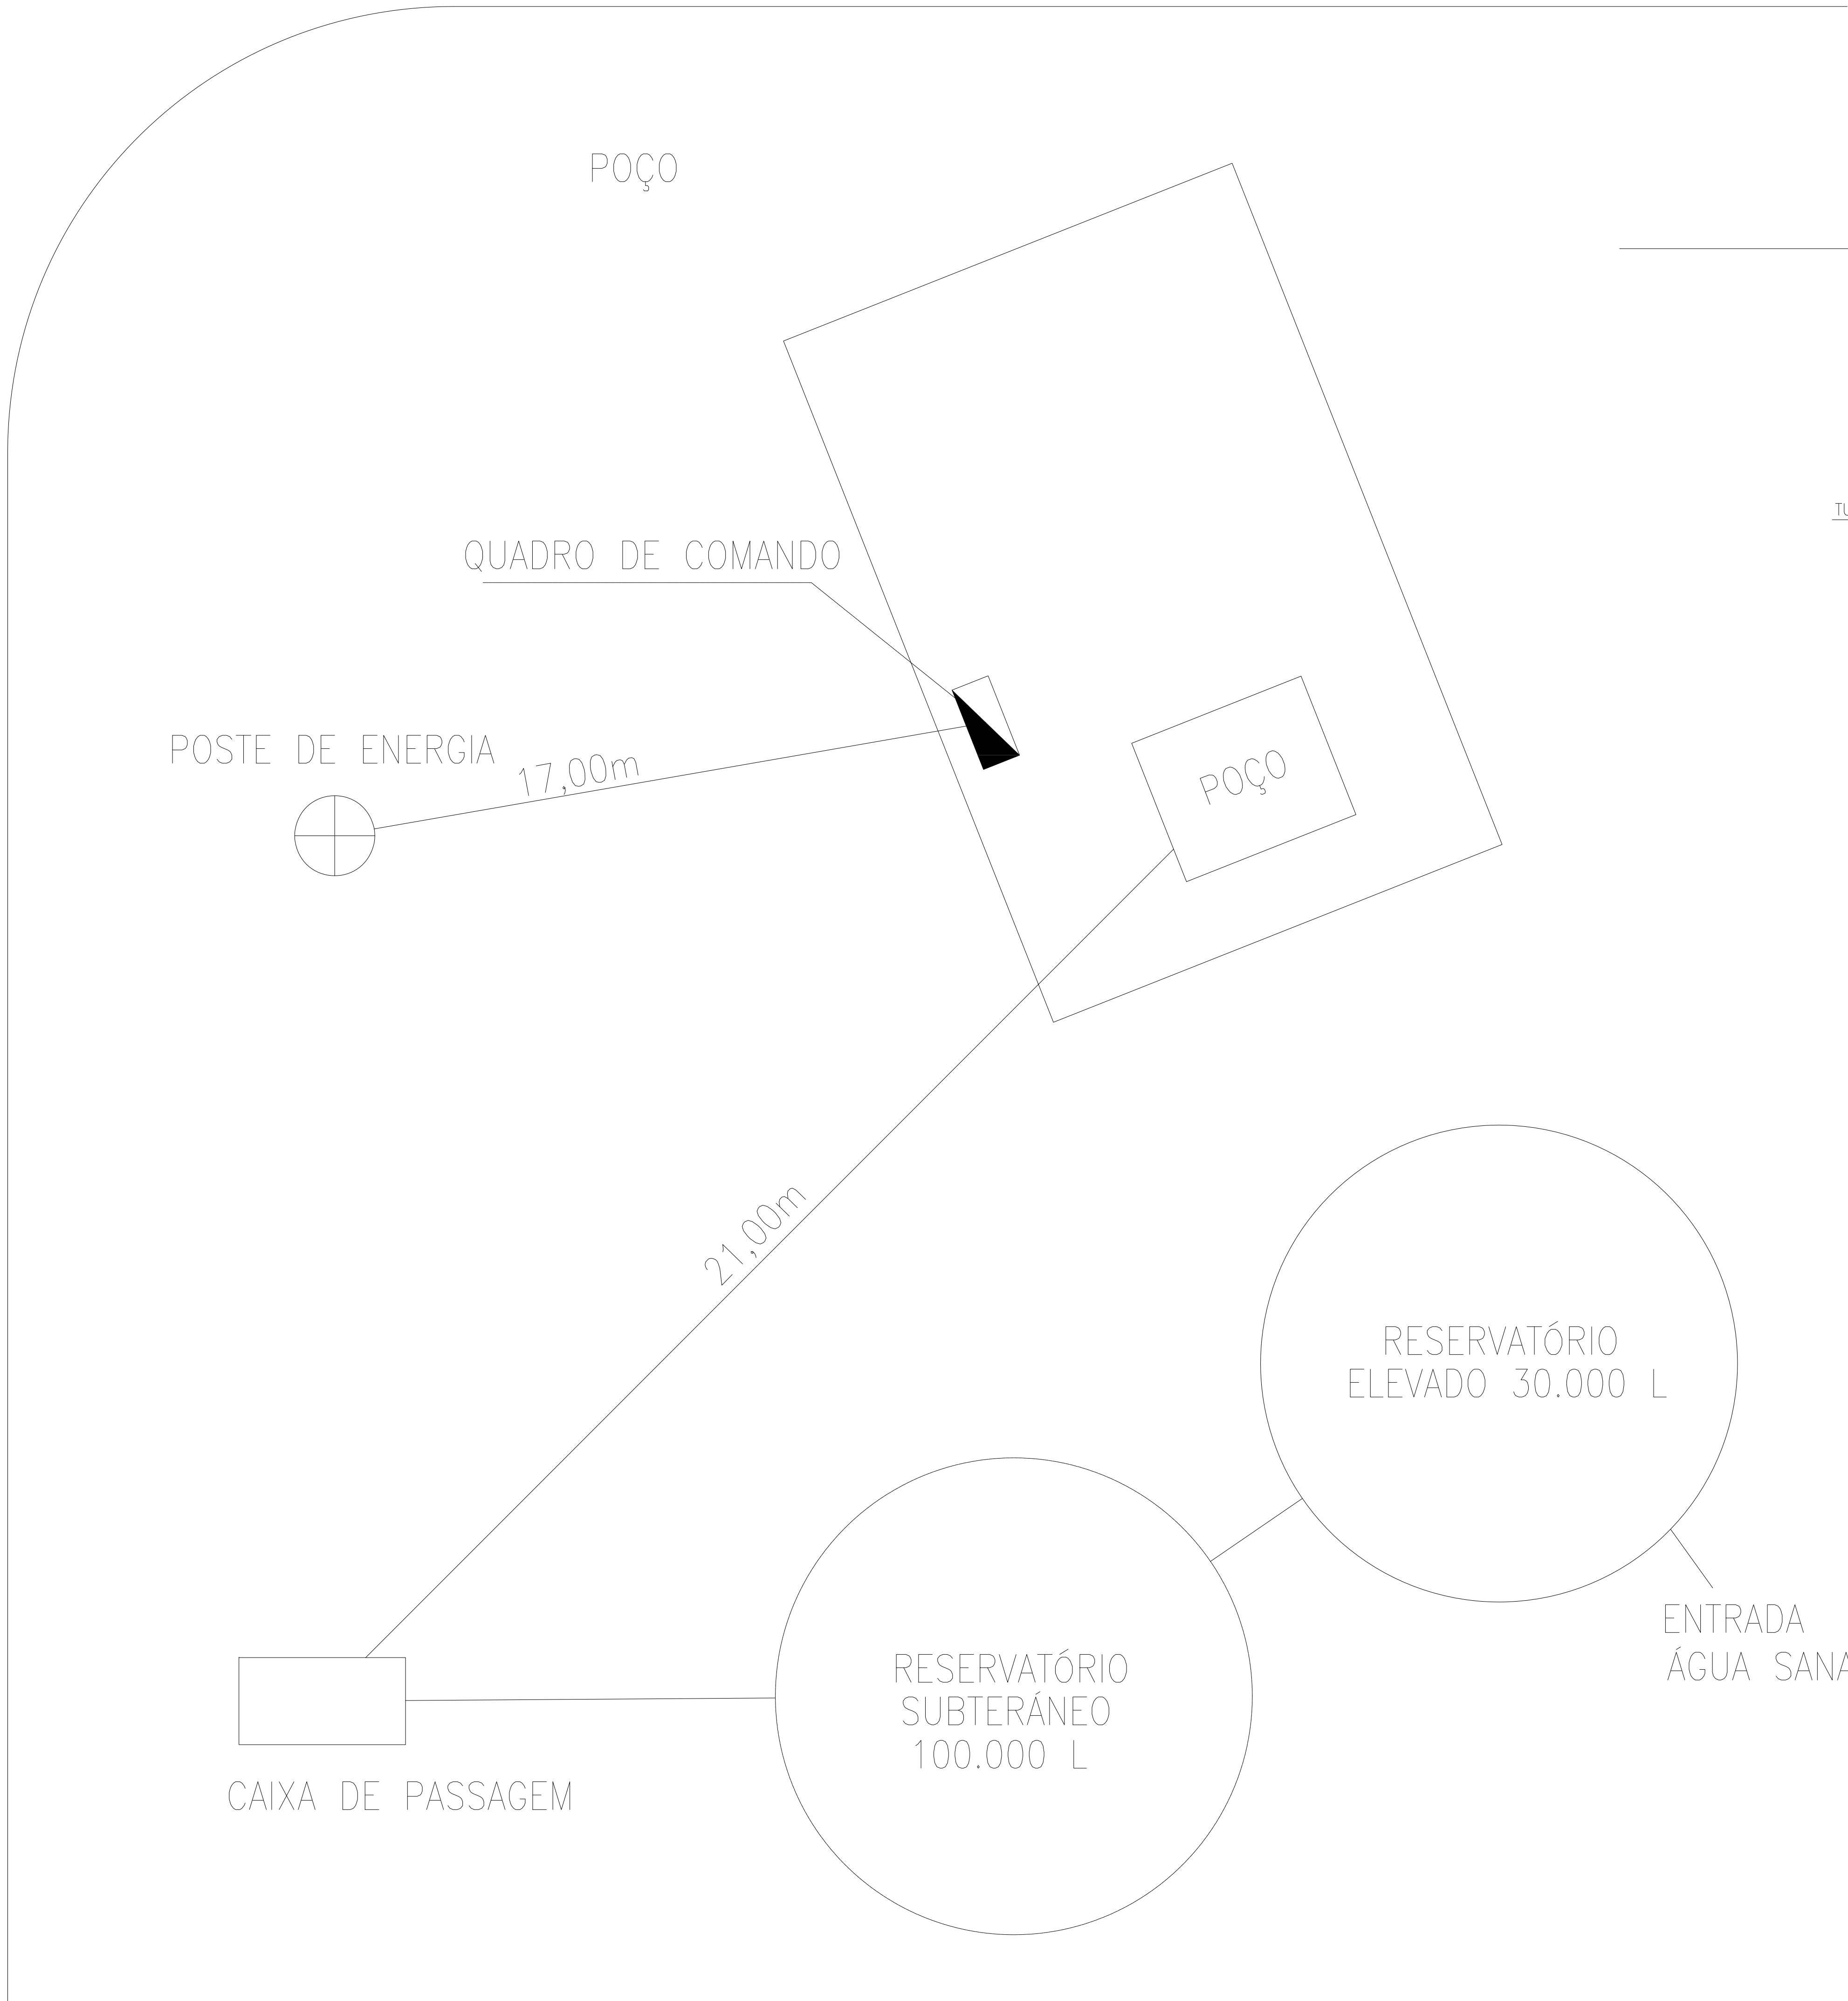 POÇO
QUADRO DE COMANDO
POSTE DE ENERGIA
17,00m
POÇO
21,00m
RESERVATÓRIO
ELEVADO 30.000 L
RESERVATÓRIO
SUBTERÁNEO
100.000 L
ENTRADA
ÁGUA
CAIXA DE PASSAGEM